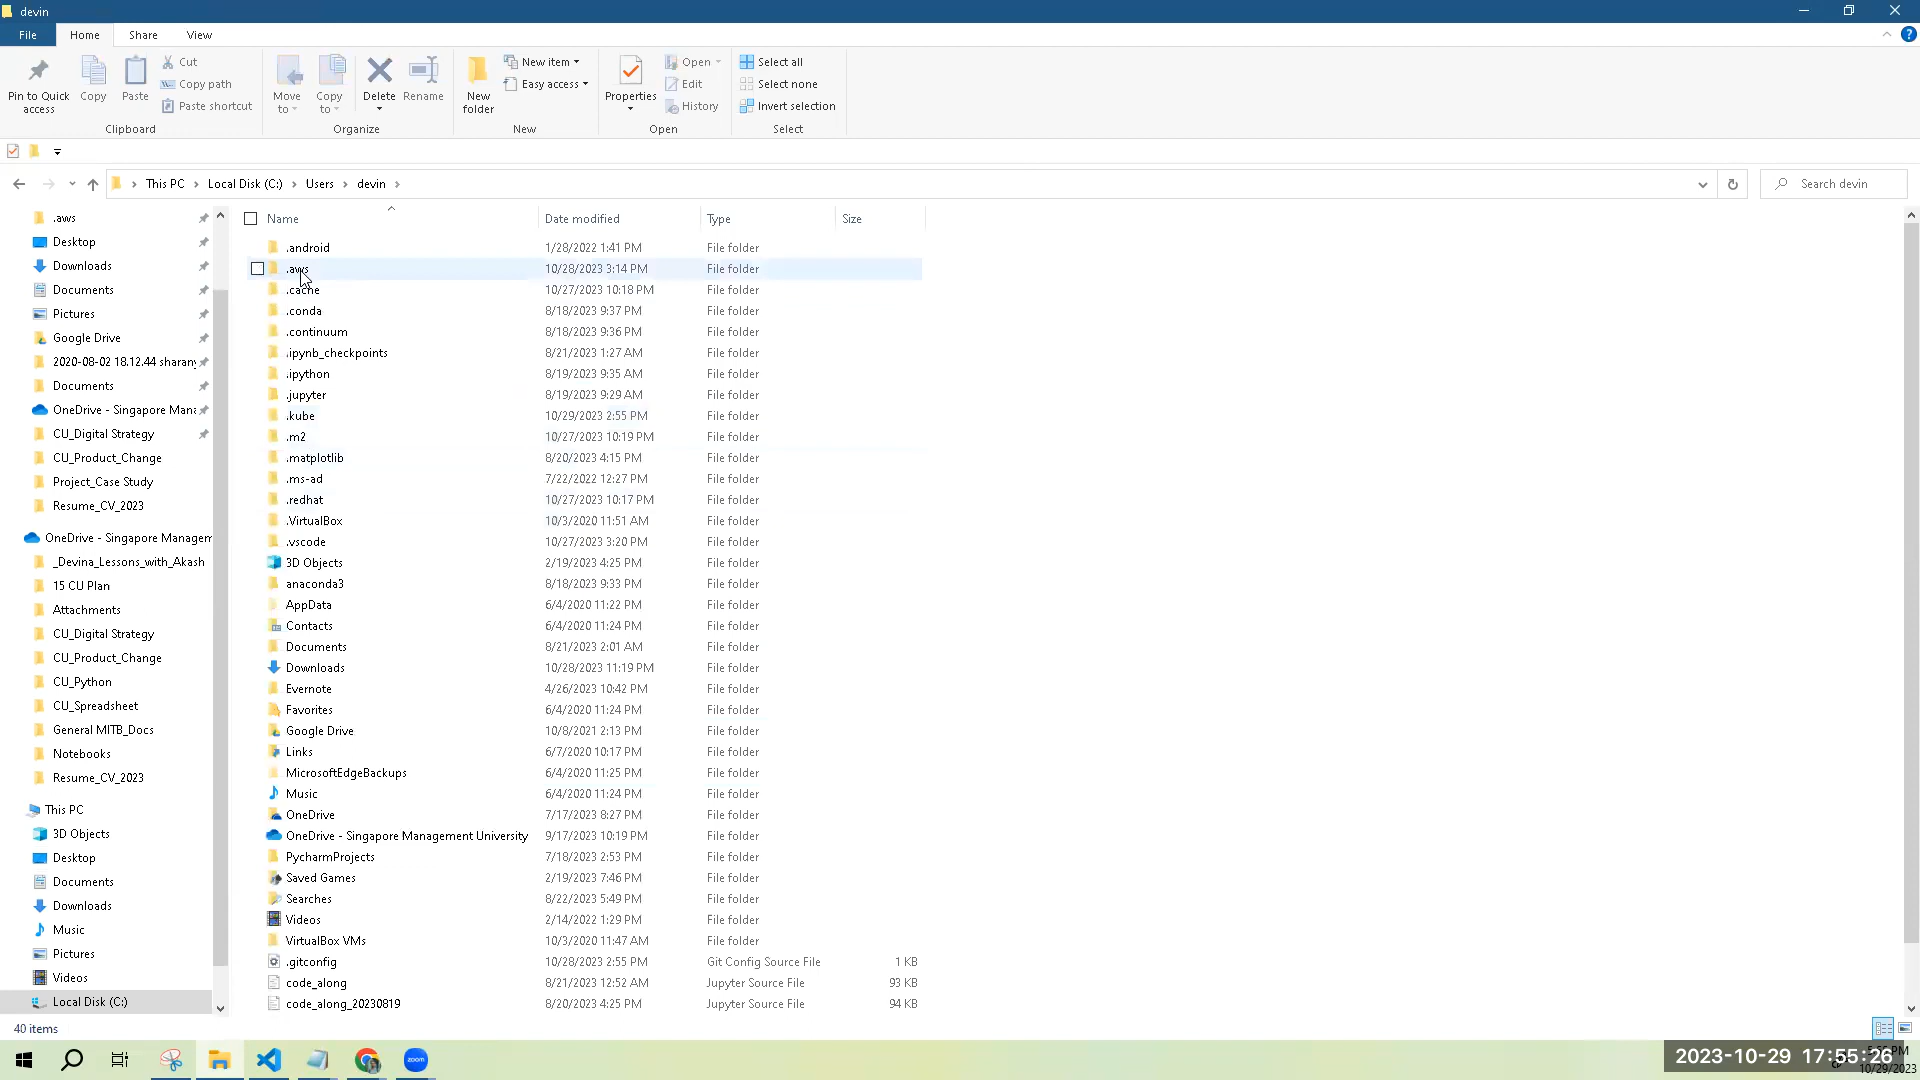 devin
File Home Share View
Pin to Quick access
Copy
Paste
Cut
Copy path
Paste shortcut
Clipboard
Move to
Copy to
Delete
Rename
Organize
New folder
New item
Easy access
New
Properties
Open
Edit
History
Open
Select all
Select none
Invert selection
Select
This PC > Local Disk (C:) > Users > devin >
Search devin
.aws
Desktop
Downloads
Documents
Pictures
Google Drive
2020-08-02 18.12.44 sharany
Documents
OneDrive - Singapore Mana
CU_Digital Strategy
CU_Product_Change
Project_Case Study
Resume_CV_2023
OneDrive - Singapore Managem
_Devina_Lessons_with_Akash
15 CU Plan
Attachments
CU_Digital Strategy
CU_Product_Change
CU_Python
CU_Spreadsheet
General MITB_Docs
Notebooks
Resume_CV_2023
This PC
3D Objects
Desktop
Documents
Downloads
Music
Pictures
Videos
Local Disk (C:)
Name Date modified Type Size
.android 1/28/2022 1:41 PM File folder
.aws 10/28/2023 3:14 PM File folder
.cache 10/27/2023 10:18 PM File folder
.conda 8/18/2023 9:37 PM File folder
.continuum 8/18/2023 9:36 PM File folder
.ipynb_checkpoints 8/21/2023 1:27 AM File folder
.ipython 8/19/2023 9:35 AM File folder
.jupyter 8/19/2023 9:29 AM File folder
.kube 10/29/2023 2:55 PM File folder
.m2 10/27/2023 10:19 PM File folder
.matplotlib 8/20/2023 4:15 PM File folder
.ms-ad 7/22/2022 12:27 PM File folder
.redhat 10/27/2023 10:17 PM File folder
.VirtualBox 10/3/2020 11:51 AM File folder
.vscode 10/27/2023 3:20 PM File folder
3D Objects 2/19/2023 4:25 PM File folder
anaconda3 8/18/2023 9:33 PM File folder
AppData 6/4/2020 11:22 PM File folder
Contacts 6/4/2020 11:24 PM File folder
Documents 8/21/2023 2:01 AM File folder
Downloads 10/28/2023 11:19 PM File folder
Evernote 4/26/2023 10:42 PM File folder
Favorites 6/4/2020 11:24 PM File folder
Google Drive 10/8/2021 2:13 PM File folder
Links 6/7/2020 10:17 PM File folder
MicrosoftEdgeBackups 6/4/2020 11:25 PM File folder
Music 6/4/2020 11:24 PM File folder
OneDrive 7/17/2023 8:27 PM File folder
OneDrive - Singapore Management University 9/17/2023 10:19 PM File folder
PycharmProjects 7/18/2023 2:53 PM File folder
Saved Games 2/19/2023 7:46 PM File folder
Searches 8/22/2023 5:49 PM File folder
Videos 2/14/2022 1:29 PM File folder
VirtualBox VMs 10/3/2020 11:47 AM File folder
.gitconfig 10/28/2023 2:55 PM Git Config Source File 1 KB
code_along 8/21/2023 12:52 AM Jupyter Source File 93 KB
code_along_20230819 8/20/2023 4:25 PM Jupyter Source File 94 KB
40 items
zoom
2023-10-29 17:55:26
10/29/2023